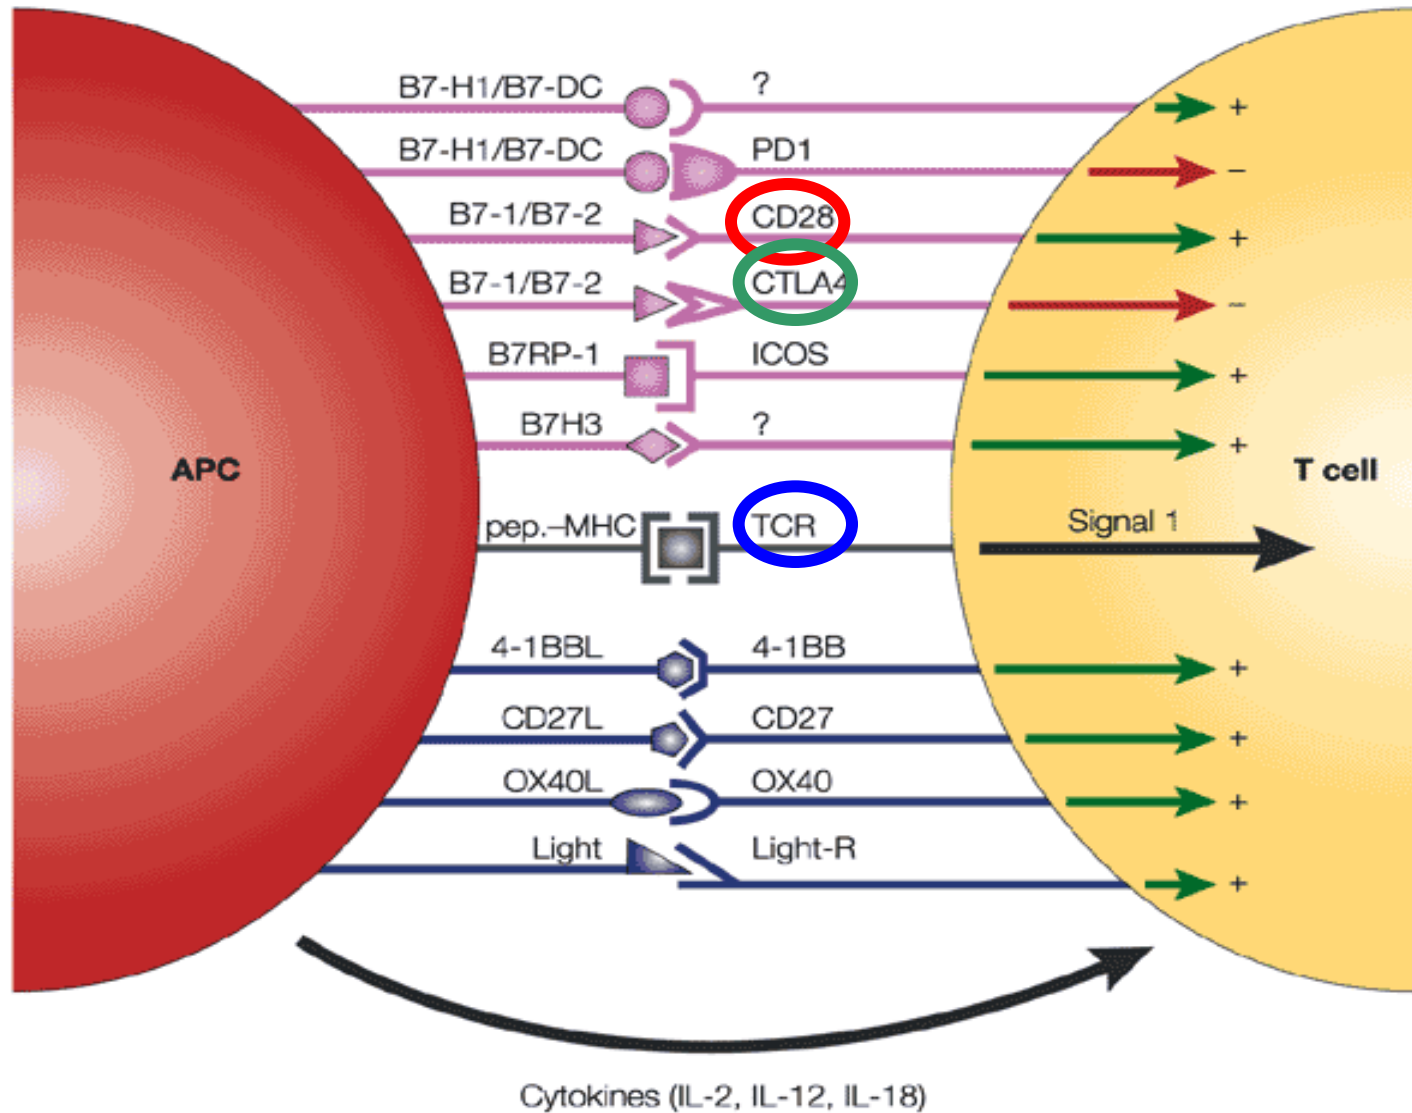 B7-H1/B7-DC ? +
B7-H1/B7-DC PD1 –
B7-1/B7-2 CD28 +
B7-1/B7-2 CTLA4 –
B7RP-1 ICOS +
B7H3 ? +
APC T cell
pep.–MHC TCR Signal 1
4-1BBL 4-1BB +
CD27L CD27 +
OX40L OX40 +
Light Light-R +
Cytokines (IL-2, IL-12, IL-18)